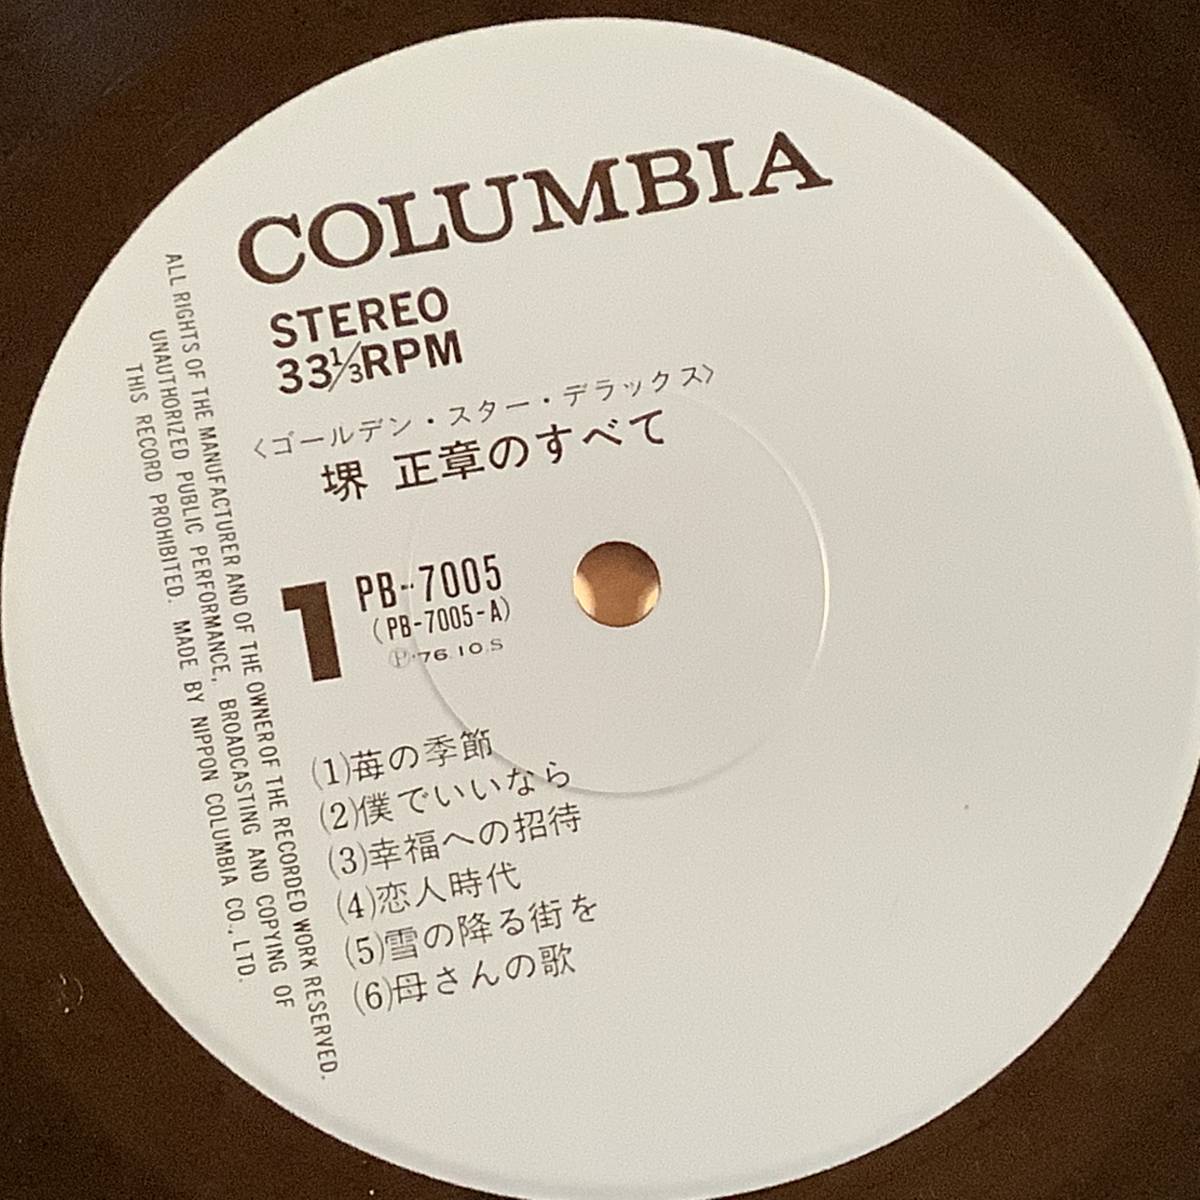 COLUMBIA
STEREO
33⅓RPM
〈ゴールデン・スター・デラックス〉
堺 正章のすべて
1
PB-7005
(PB-7005-A)
Ⓟ'76.10.S
(1)苺の季節
(2)僕でいいなら
(3)幸福への招待
(4)恋人時代
(5)雪の降る街を
(6)母さんの歌
ALL RIGHTS OF THE MANUFACTURER AND OF THE OWNER OF THE RECORDED WORK RESERVED.
UNAUTHORIZED PUBLIC PERFORMANCE, BROADCASTING AND COPYING OF
THIS RECORD PROHIBITED. MADE BY NIPPON COLUMBIA CO., LTD.